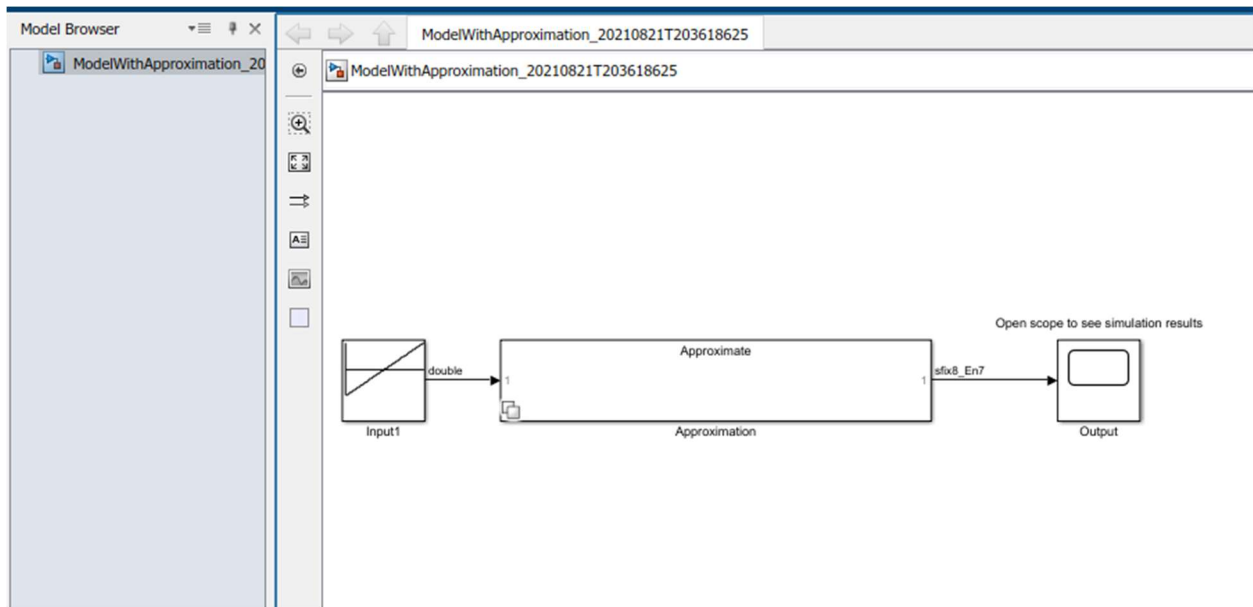 Model Browser
ModelWithApproximation_20
ModelWithApproximation_20210821T203618625
ModelWithApproximation_20210821T203618625
A
Open scope to see simulation results
Approximate
double
1
1
sfix8_En7
Input1
Approximation
Output